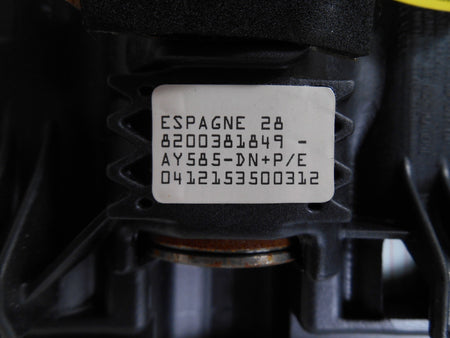 ESPAGNE 28
8200381849 -
AY585-DN+P/E
0412153500312